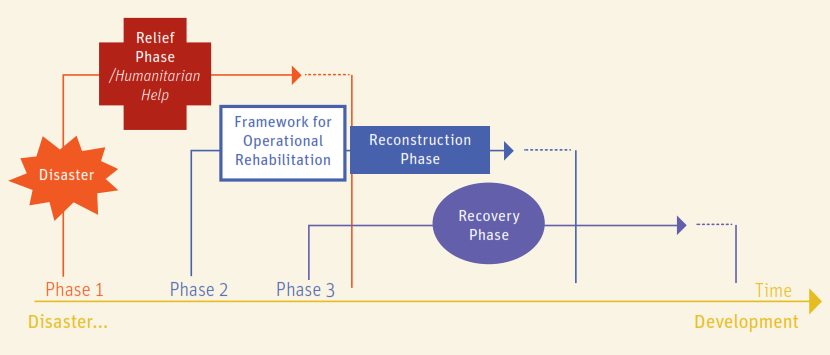 Relief
Phase
/Humanitarian
Help
Framework for
Operational
Rehabilitation
Reconstruction
Phase
Disaster
Recovery
Phase
Phase 1
Phase 2
Phase 3
Time
Disaster...
Development